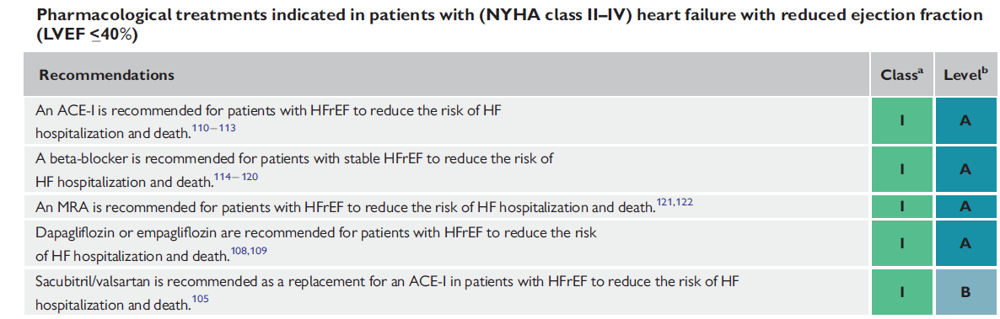 Pharmacological treatments indicated in patients with (NYHA class II–IV) heart failure with reduced ejection fraction
(LVEF ≤40%)
Recommendations Classᵃ Levelᵇ
An ACE-I is recommended for patients with HFrEF to reduce the risk of HF
hospitalization and death.¹¹⁰⁻¹¹³ I A
A beta-blocker is recommended for patients with stable HFrEF to reduce the risk of
HF hospitalization and death.¹¹⁴⁻¹²⁰ I A
An MRA is recommended for patients with HFrEF to reduce the risk of HF hospitalization and death.¹²¹,¹²² I A
Dapagliflozin or empagliflozin are recommended for patients with HFrEF to reduce the risk
of HF hospitalization and death.¹⁰⁸,¹⁰⁹ I A
Sacubitril/valsartan is recommended as a replacement for an ACE-I in patients with HFrEF to reduce the risk of HF
hospitalization and death.¹⁰⁵ I B